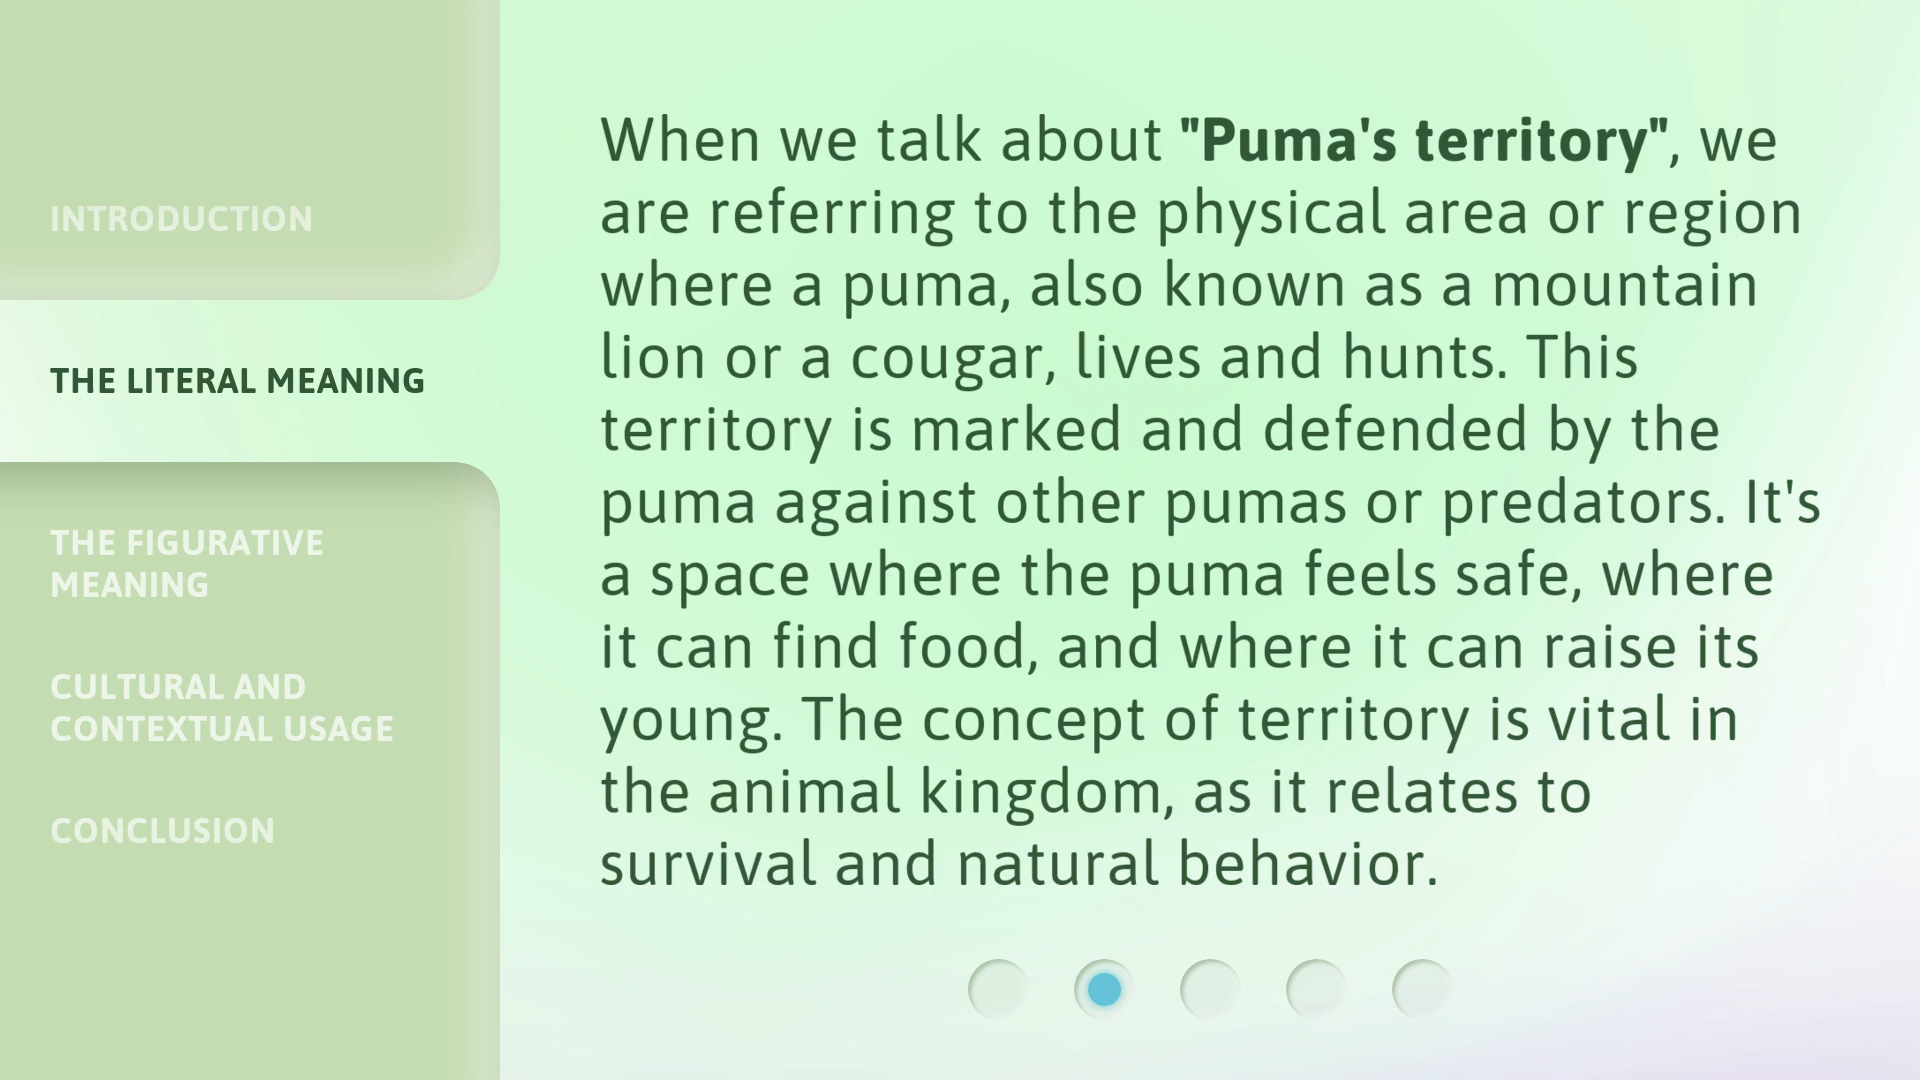 INTRODUCTION
THE LITERAL MEANING
THE FIGURATIVE
MEANING
CULTURAL AND
CONTEXTUAL USAGE
CONCLUSION
When we talk about "Puma's territory", we
are referring to the physical area or region
where a puma, also known as a mountain
lion or a cougar, lives and hunts. This
territory is marked and defended by the
puma against other pumas or predators. It's
a space where the puma feels safe, where
it can find food, and where it can raise its
young. The concept of territory is vital in
the animal kingdom, as it relates to
survival and natural behavior.